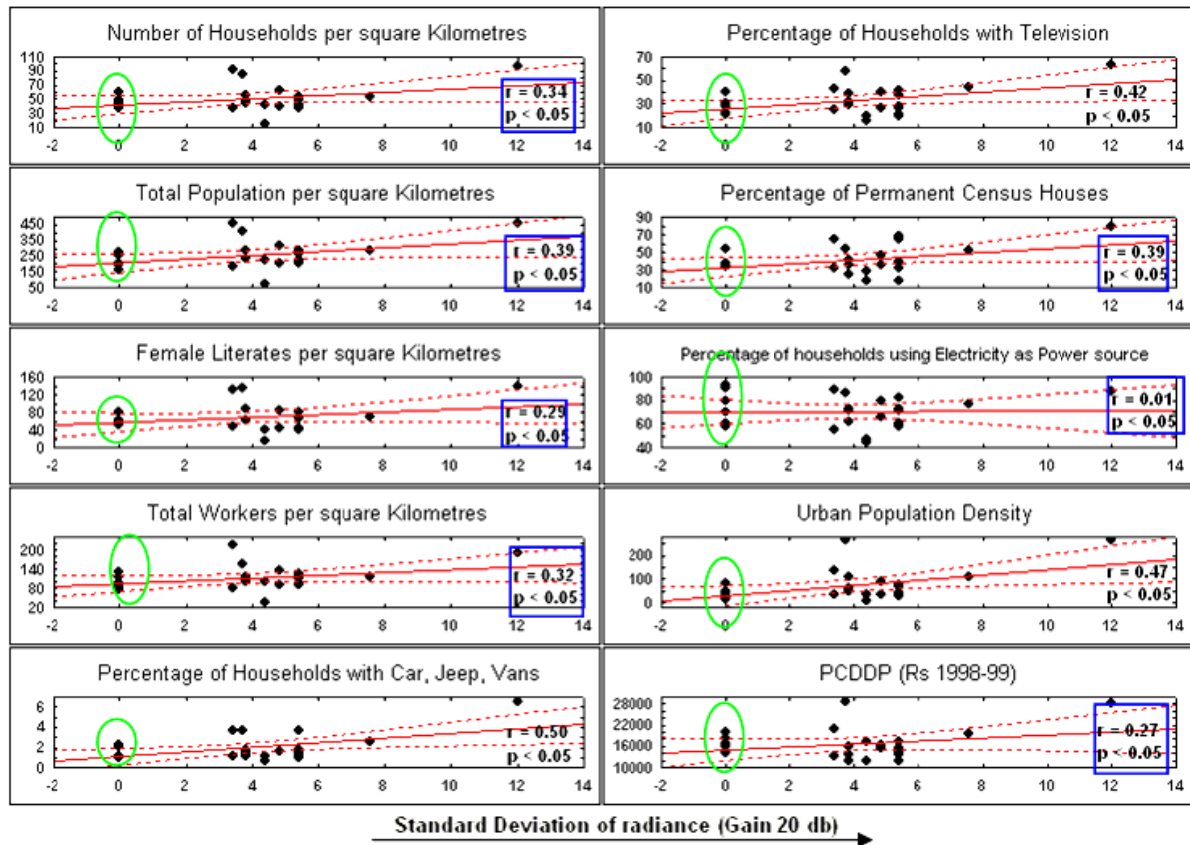 Number of Households per square Kilometres
110
90
70
50
30
10
r = 0.34
p < 0.05
-2 0 2 4 6 8 10 12 14
Percentage of Households with Television
70
60
50
40
30
20
10
r = 0.42
p < 0.05
-2 0 2 4 6 8 10 12 14
Total Population per square Kilometres
450
350
250
150
50
r = 0.39
p < 0.05
-2 0 2 4 6 8 10 12 14
Percentage of Permanent Census Houses
90
70
50
30
10
r = 0.39
p < 0.05
-2 0 2 4 6 8 10 12 14
Female Literates per square Kilometres
160
120
80
40
0
r = 0.29
p < 0.05
-2 0 2 4 6 8 10 12 14
Percentage of households using Electricity as Power source
100
80
60
40
r = 0.01
p < 0.05
-2 0 2 4 6 8 10 12 14
Total Workers per square Kilometres
200
140
80
20
r = 0.32
p < 0.05
-2 0 2 4 6 8 10 12 14
Urban Population Density
200
100
0
r = 0.47
p < 0.05
-2 0 2 4 6 8 10 12 14
Percentage of Households with Car, Jeep, Vans
6
4
2
0
r = 0.50
p < 0.05
-2 0 2 4 6 8 10 12 14
PCDDP (Rs 1998-99)
28000
22000
16000
10000
r = 0.27
p < 0.05
-2 0 2 4 6 8 10 12 14
Standard Deviation of radiance (Gain 20 db)